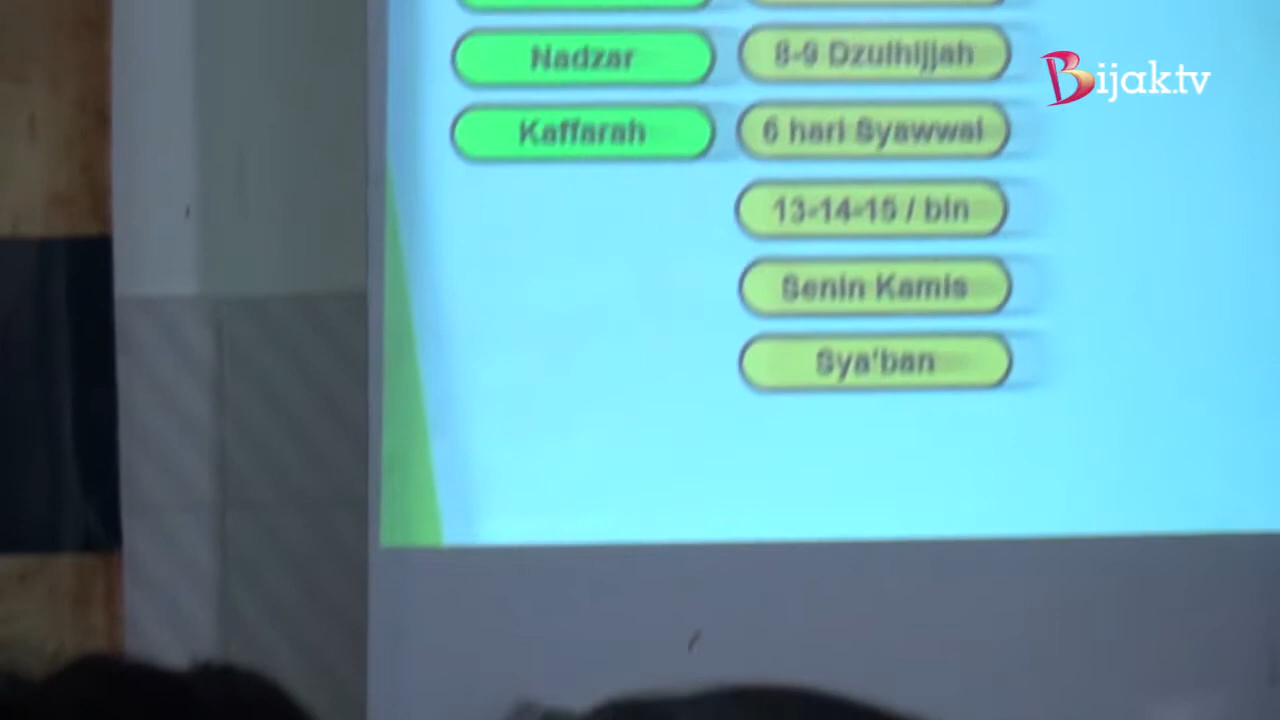 Nadzar
8-9 Dzulhijjah
Bijak.tv
Kaffarah
6 hari Syawwal
13-14-15 / bln
Senin Kamis
Sya'ban